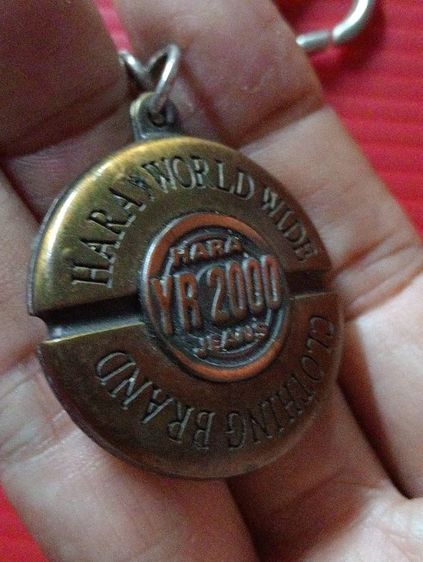 HARA WORLD WIDE
HARA
YR 2000
JEANS
CLOTHING BRAND